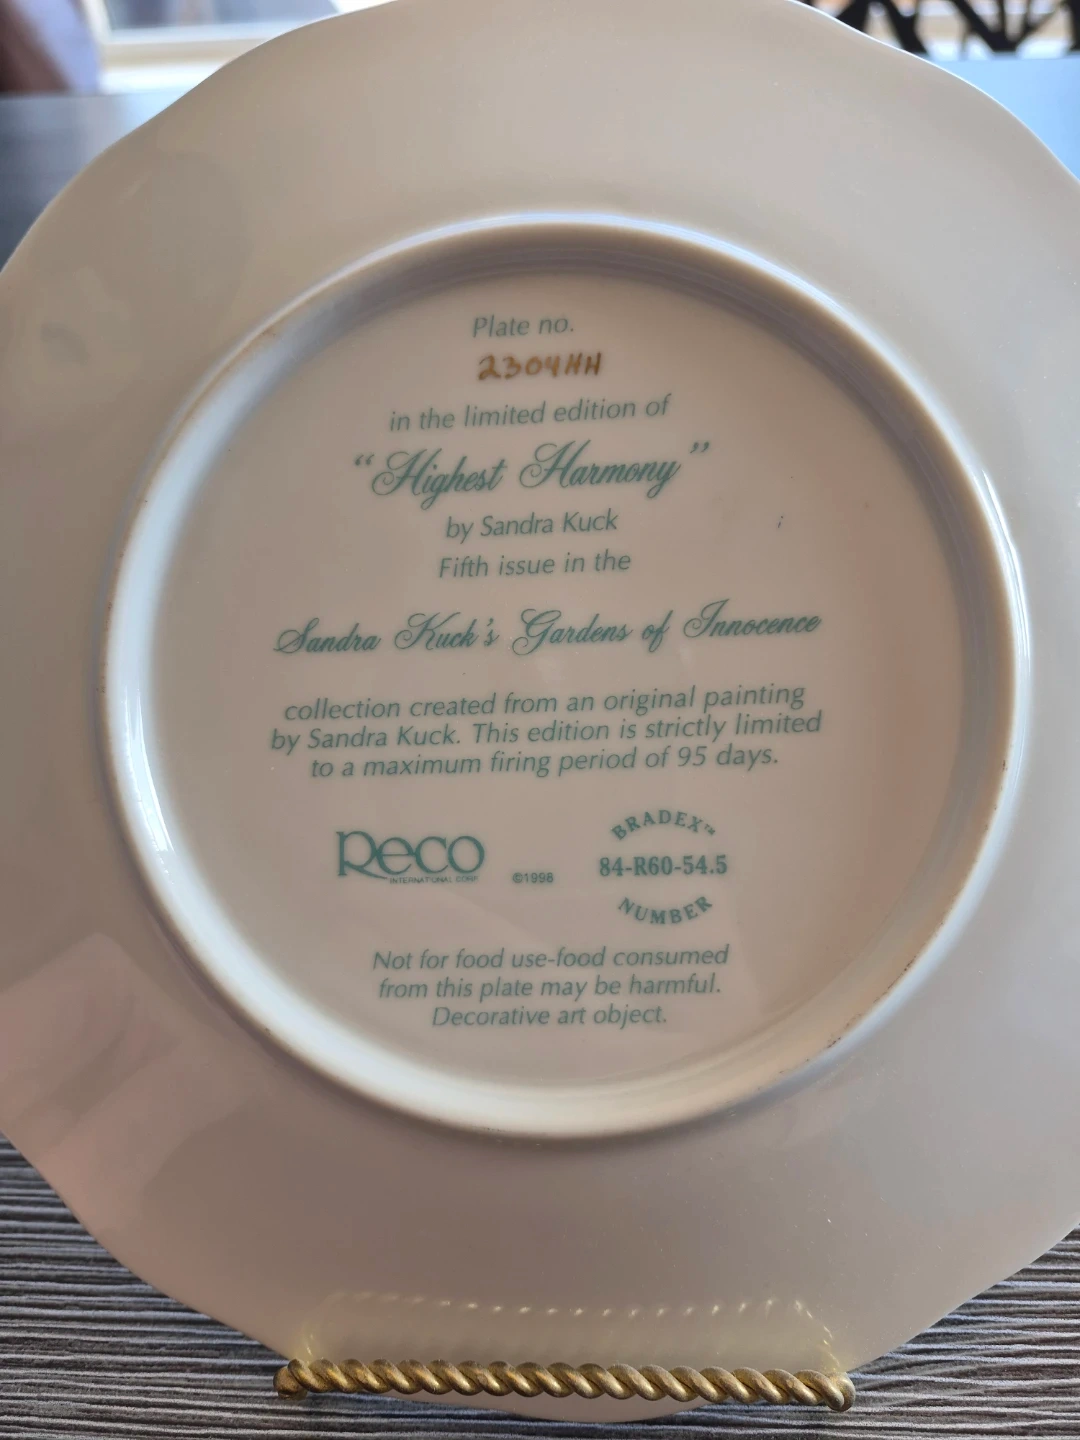 Plate no.
2304HH
in the limited edition of
“Highest Harmony”
by Sandra Kuck
Fifth issue in the
Sandra Kuck's Gardens of Innocence
collection created from an original painting
by Sandra Kuck. This edition is strictly limited
to a maximum firing period of 95 days.
Reco
INTERNATIONAL CORP.
©1998
BRADEX™
84-R60-54.5
NUMBER
Not for food use-food consumed
from this plate may be harmful.
Decorative art object.